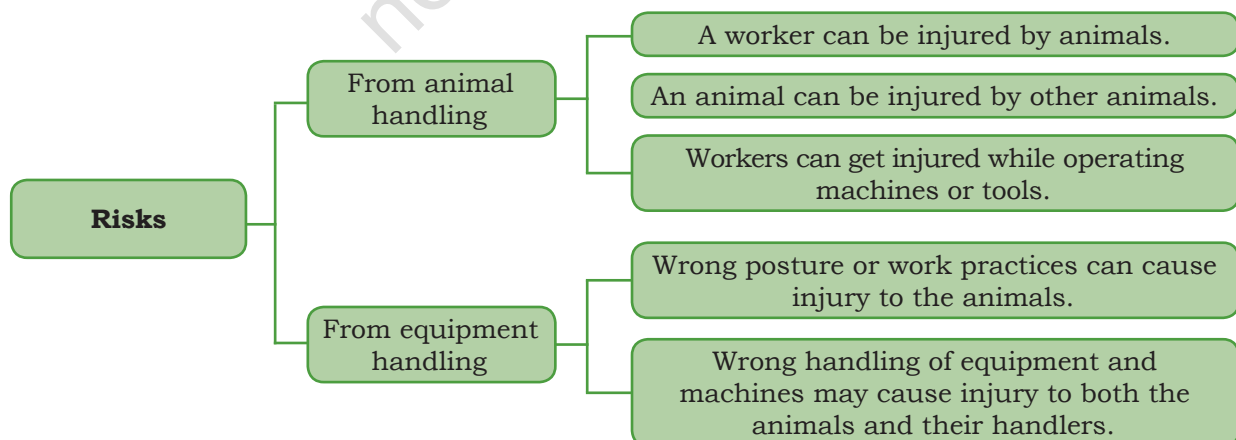 Risks
From animal
handling
A worker can be injured by animals.
An animal can be injured by other animals.
Workers can get injured while operating
machines or tools.
From equipment
handling
Wrong posture or work practices can cause
injury to the animals.
Wrong handling of equipment and
machines may cause injury to both the
animals and their handlers.